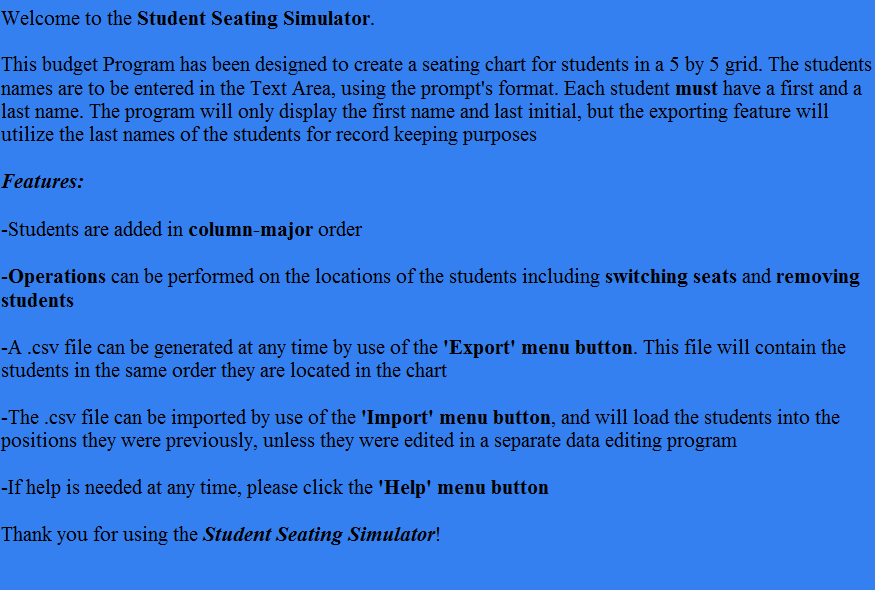 Welcome to the Student Seating Simulator.
This budget Program has been designed to create a seating chart for students in a 5 by 5 grid. The students
names are to be entered in the Text Area, using the prompt's format. Each student must have a first and a
last name. The program will only display the first name and last initial, but the exporting feature will
utilize the last names of the students for record keeping purposes
Features:
-Students are added in column-major order
-Operations can be performed on the locations of the students including switching seats and removing
students
-A .csv file can be generated at any time by use of the 'Export' menu button. This file will contain the
students in the same order they are located in the chart
-The .csv file can be imported by use of the 'Import' menu button, and will load the students into the
positions they were previously, unless they were edited in a separate data editing program
-If help is needed at any time, please click the 'Help' menu button
Thank you for using the Student Seating Simulator!